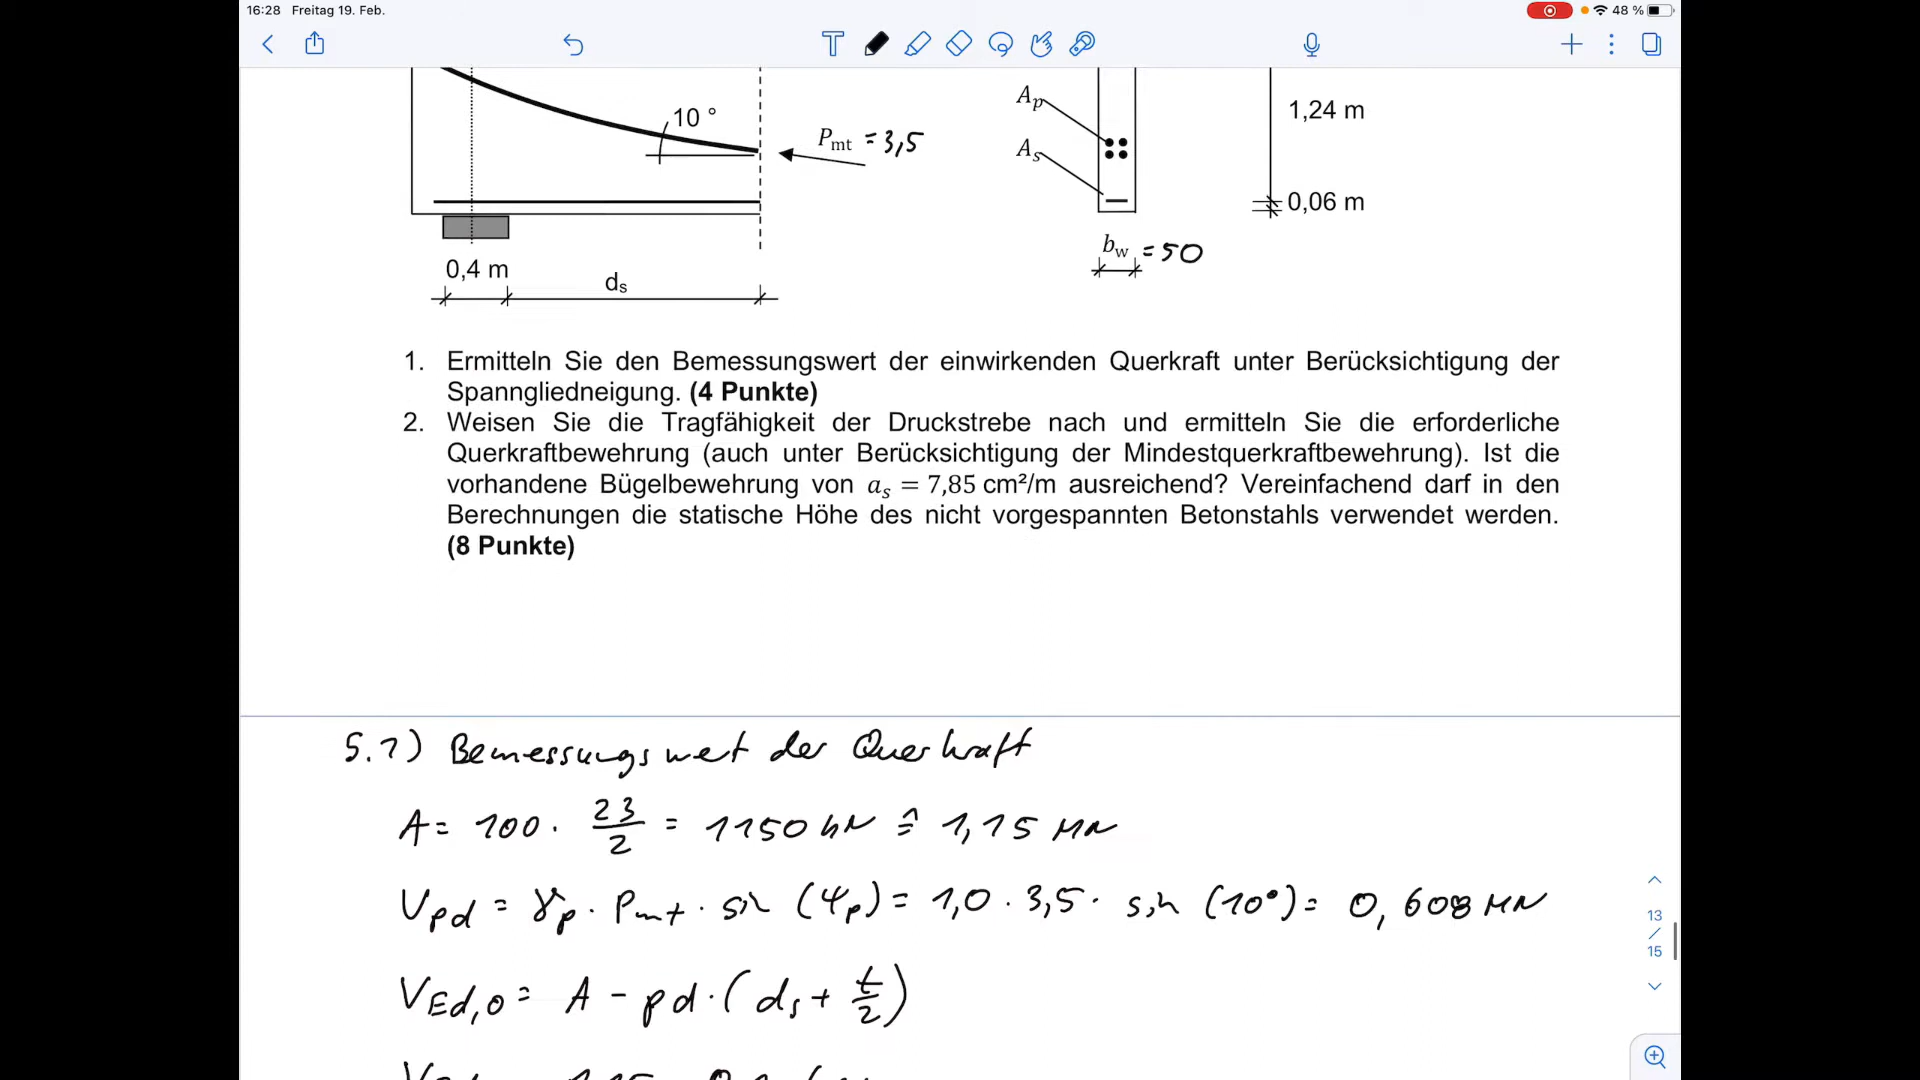 16:28 Freitag 19. Feb.
48 %
10 °
Pmt = 3,5
Ap
As
1,24 m
0,06 m
bw = 50
0,4 m
ds
1. Ermitteln Sie den Bemessungswert der einwirkenden Querkraft unter Berücksichtigung der
Spanngliedneigung. (4 Punkte)
2. Weisen Sie die Tragfähigkeit der Druckstrebe nach und ermitteln Sie die erforderliche
Querkraftbewehrung (auch unter Berücksichtigung der Mindestquerkraftbewehrung). Ist die
vorhandene Bügelbewehrung von as = 7,85 cm²/m ausreichend? Vereinfachend darf in den
Berechnungen die statische Höhe des nicht vorgespannten Betonstahls verwendet werden.
(8 Punkte)
5.1) Bemessungswert der Querkraft
A = 100 · 23/2 = 1150 kN ≙ 1,15 MN
Vpd = γp · Pmt · sin (ψp) = 1,0 · 3,5 · sin (10°) = 0,608 MN
VEd,0 = A - pd · (ds + t/2)
13
/
15